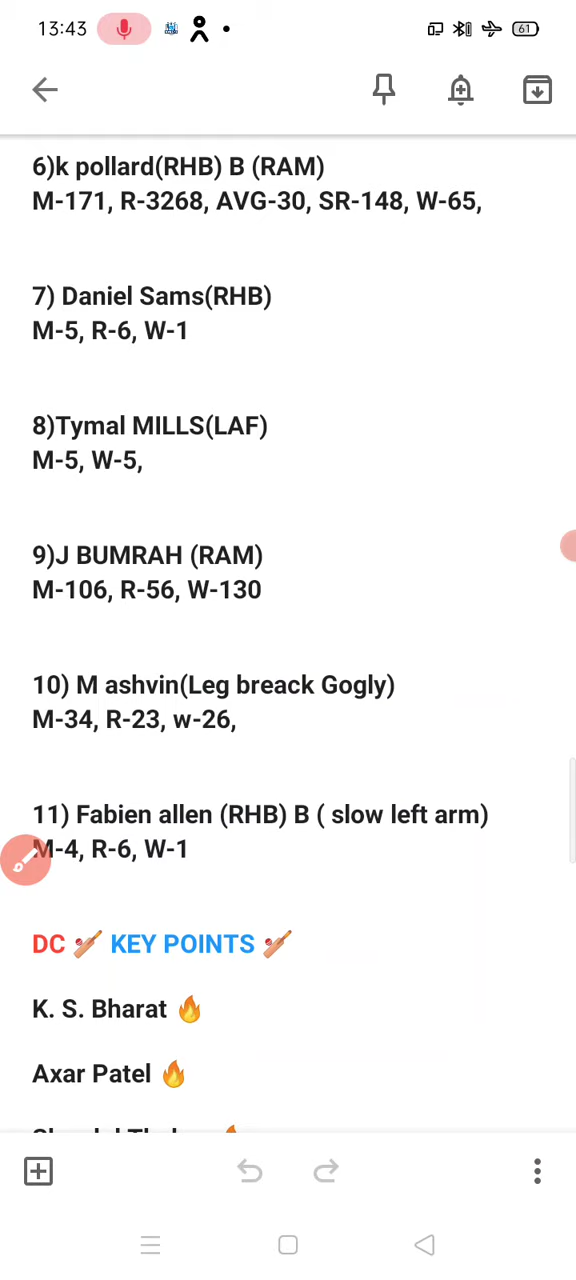 13:43
61
6)k pollard(RHB) B (RAM)
M-171, R-3268, AVG-30, SR-148, W-65,
7) Daniel Sams(RHB)
M-5, R-6, W-1
8)Tymal MILLS(LAF)
M-5, W-5,
9)J BUMRAH (RAM)
M-106, R-56, W-130
10) M ashvin(Leg breack Gogly)
M-34, R-23, w-26,
11) Fabien allen (RHB) B ( slow left arm)
M-4, R-6, W-1
DC 🏏 KEY POINTS 🏏
K. S. Bharat 🔥
Axar Patel 🔥